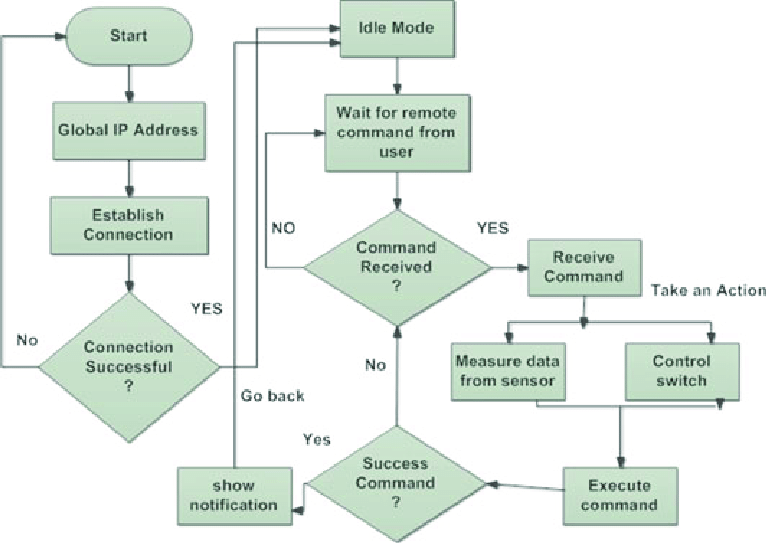 Start
Global IP Address
Establish
Connection
Connection
Successful
?
No
YES
Idle Mode
Wait for remote
command from
user
NO
Command
Received
?
YES
Receive
Command
Take an Action
Measure data
from sensor
Control
switch
Execute
command
Success
Command
?
No
Yes
show
notification
Go back